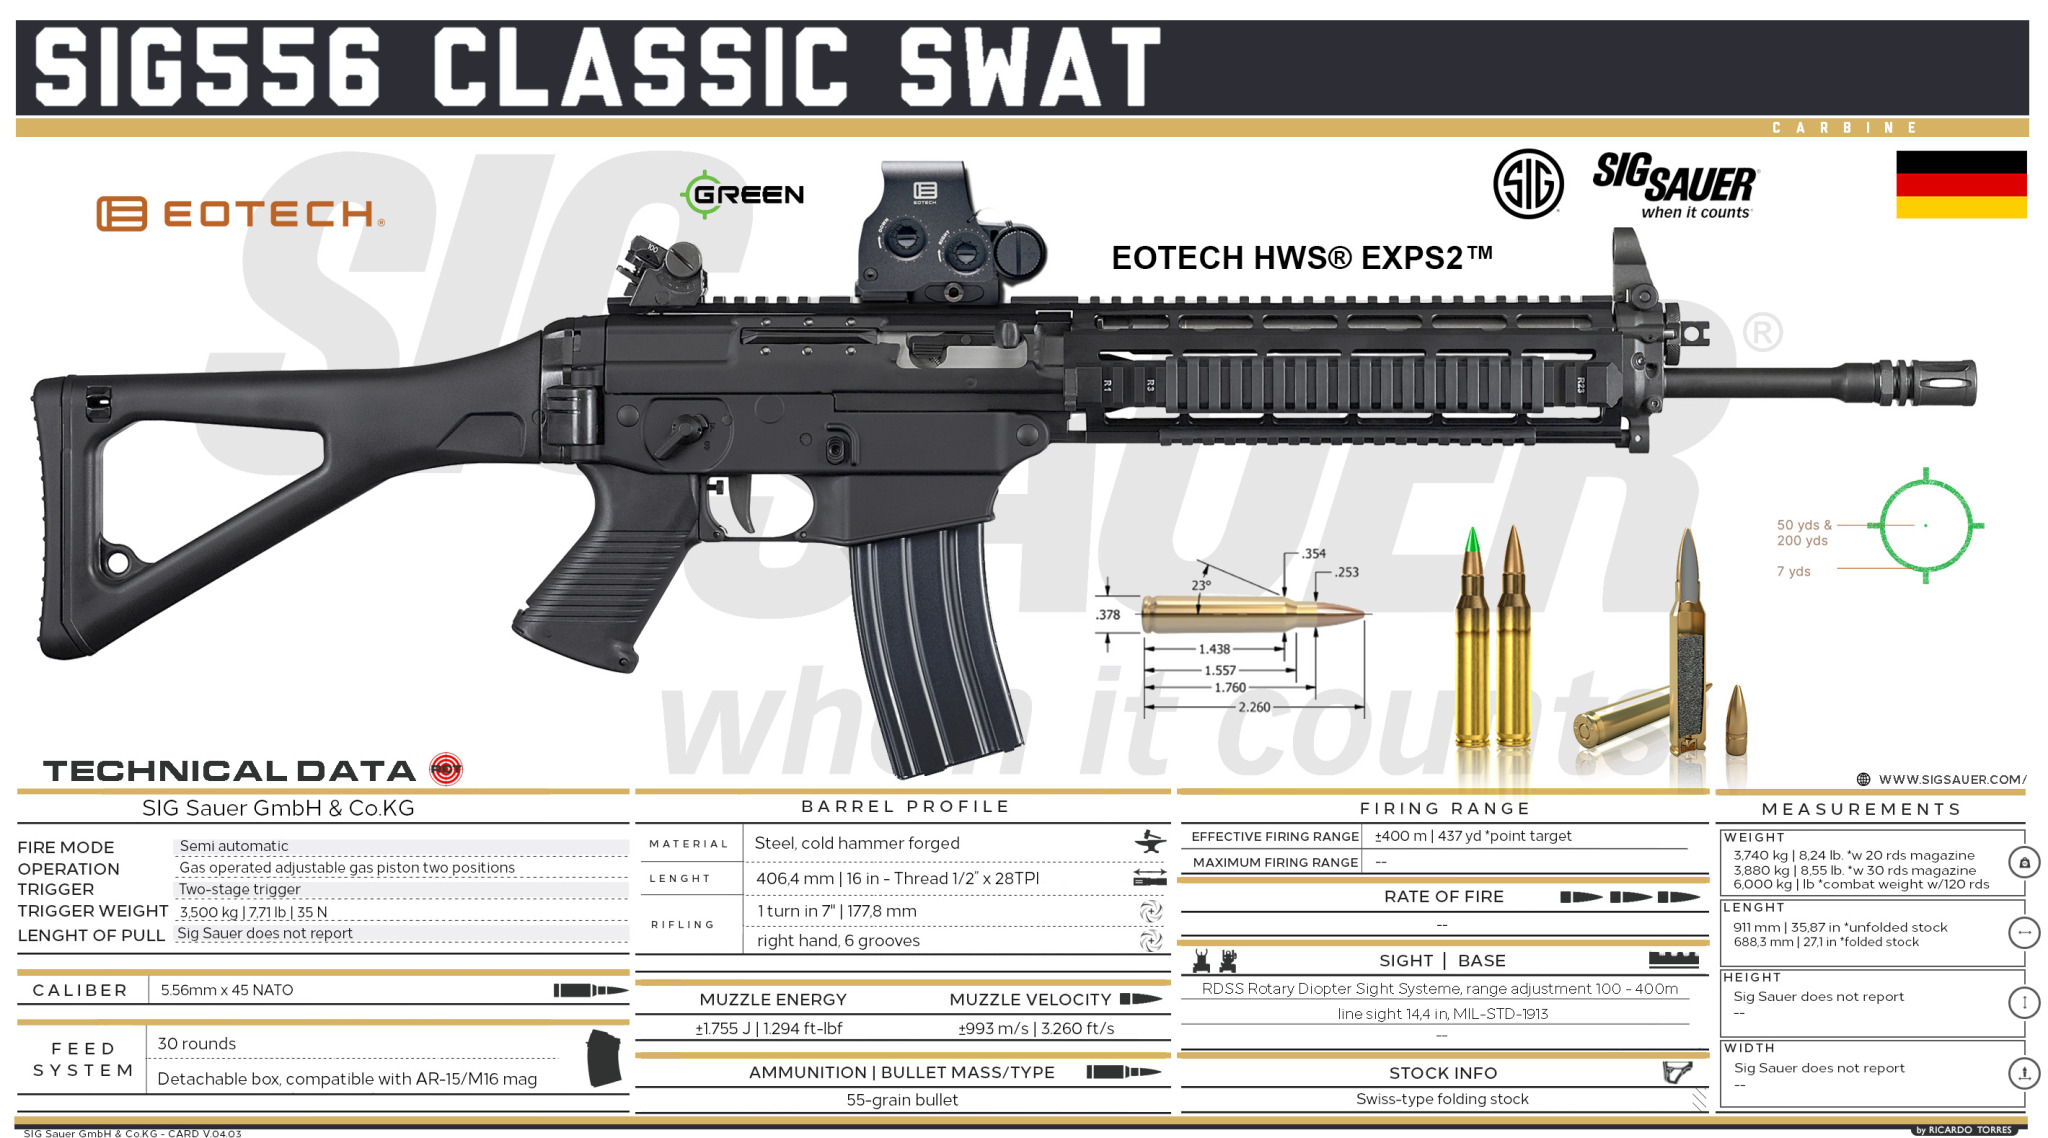 SIG556 CLASSIC SWAT
CARBINE
EOTECH®
GREEN
EOTECH
SIG
SIG SAUER®
when it counts
EOTECH HWS® EXPS2™
100
SIG SAUER®
when it counts
R1
R3
R23
F
S
50 yds &
200 yds
7 yds
.354
.253
23°
.378
1.438
1.557
1.760
2.260
TECHNICAL DATA
WWW.SIGSAUER.COM/
SIG Sauer GmbH & Co.KG
FIRE MODE Semi automatic
OPERATION Gas operated adjustable gas piston two positions
TRIGGER Two-stage trigger
TRIGGER WEIGHT 3,500 kg | 7,71 lb | 35 N
LENGHT OF PULL Sig Sauer does not report
CALIBER 5.56mm x 45 NATO
FEED SYSTEM
30 rounds
Detachable box, compatible with AR-15/M16 mag
BARREL PROFILE
MATERIAL Steel, cold hammer forged
LENGHT 406,4 mm | 16 in - Thread 1/2" x 28TPI
RIFLING
1 turn in 7" | 177,8 mm
right hand, 6 grooves
MUZZLE ENERGY MUZZLE VELOCITY
±1.755 J | 1.294 ft-lbf ±993 m/s | 3.260 ft/s
AMMUNITION | BULLET MASS/TYPE
55-grain bullet
FIRING RANGE
EFFECTIVE FIRING RANGE ±400 m | 437 yd *point target
MAXIMUM FIRING RANGE --
RATE OF FIRE
--
SIGHT | BASE
RDSS Rotary Diopter Sight Systeme, range adjustment 100 - 400m
line sight 14,4 in, MIL-STD-1913
--
STOCK INFO
Swiss-type folding stock
MEASUREMENTS
WEIGHT
3,740 kg | 8,24 lb. *w 20 rds magazine
3,880 kg | 8,55 lb. *w 30 rds magazine
6,000 kg | lb *combat weight w/120 rds
LENGHT
911 mm | 35,87 in *unfolded stock
688,3 mm | 27,1 in *folded stock
HEIGHT
Sig Sauer does not report
--
WIDTH
Sig Sauer does not report
--
SIG Sauer GmbH & Co.KG - CARD V.04.03
by RICARDO TORRES